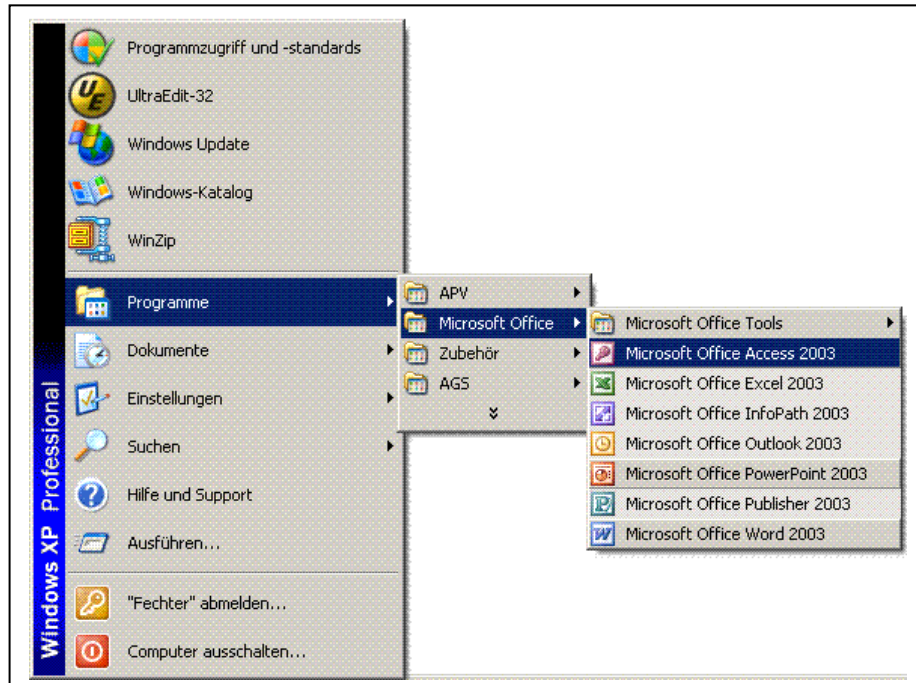 Programmzugriff und -standards
UltraEdit-32
Windows Update
Windows-Katalog
WinZip
Programme
Dokumente
Einstellungen
Suchen
Hilfe und Support
Ausführen...
"Fechter" abmelden...
Computer ausschalten...
Windows XP Professional
APV
Microsoft Office
Zubehör
AGS
Microsoft Office Tools
Microsoft Office Access 2003
Microsoft Office Excel 2003
Microsoft Office InfoPath 2003
Microsoft Office Outlook 2003
Microsoft Office PowerPoint 2003
Microsoft Office Publisher 2003
Microsoft Office Word 2003